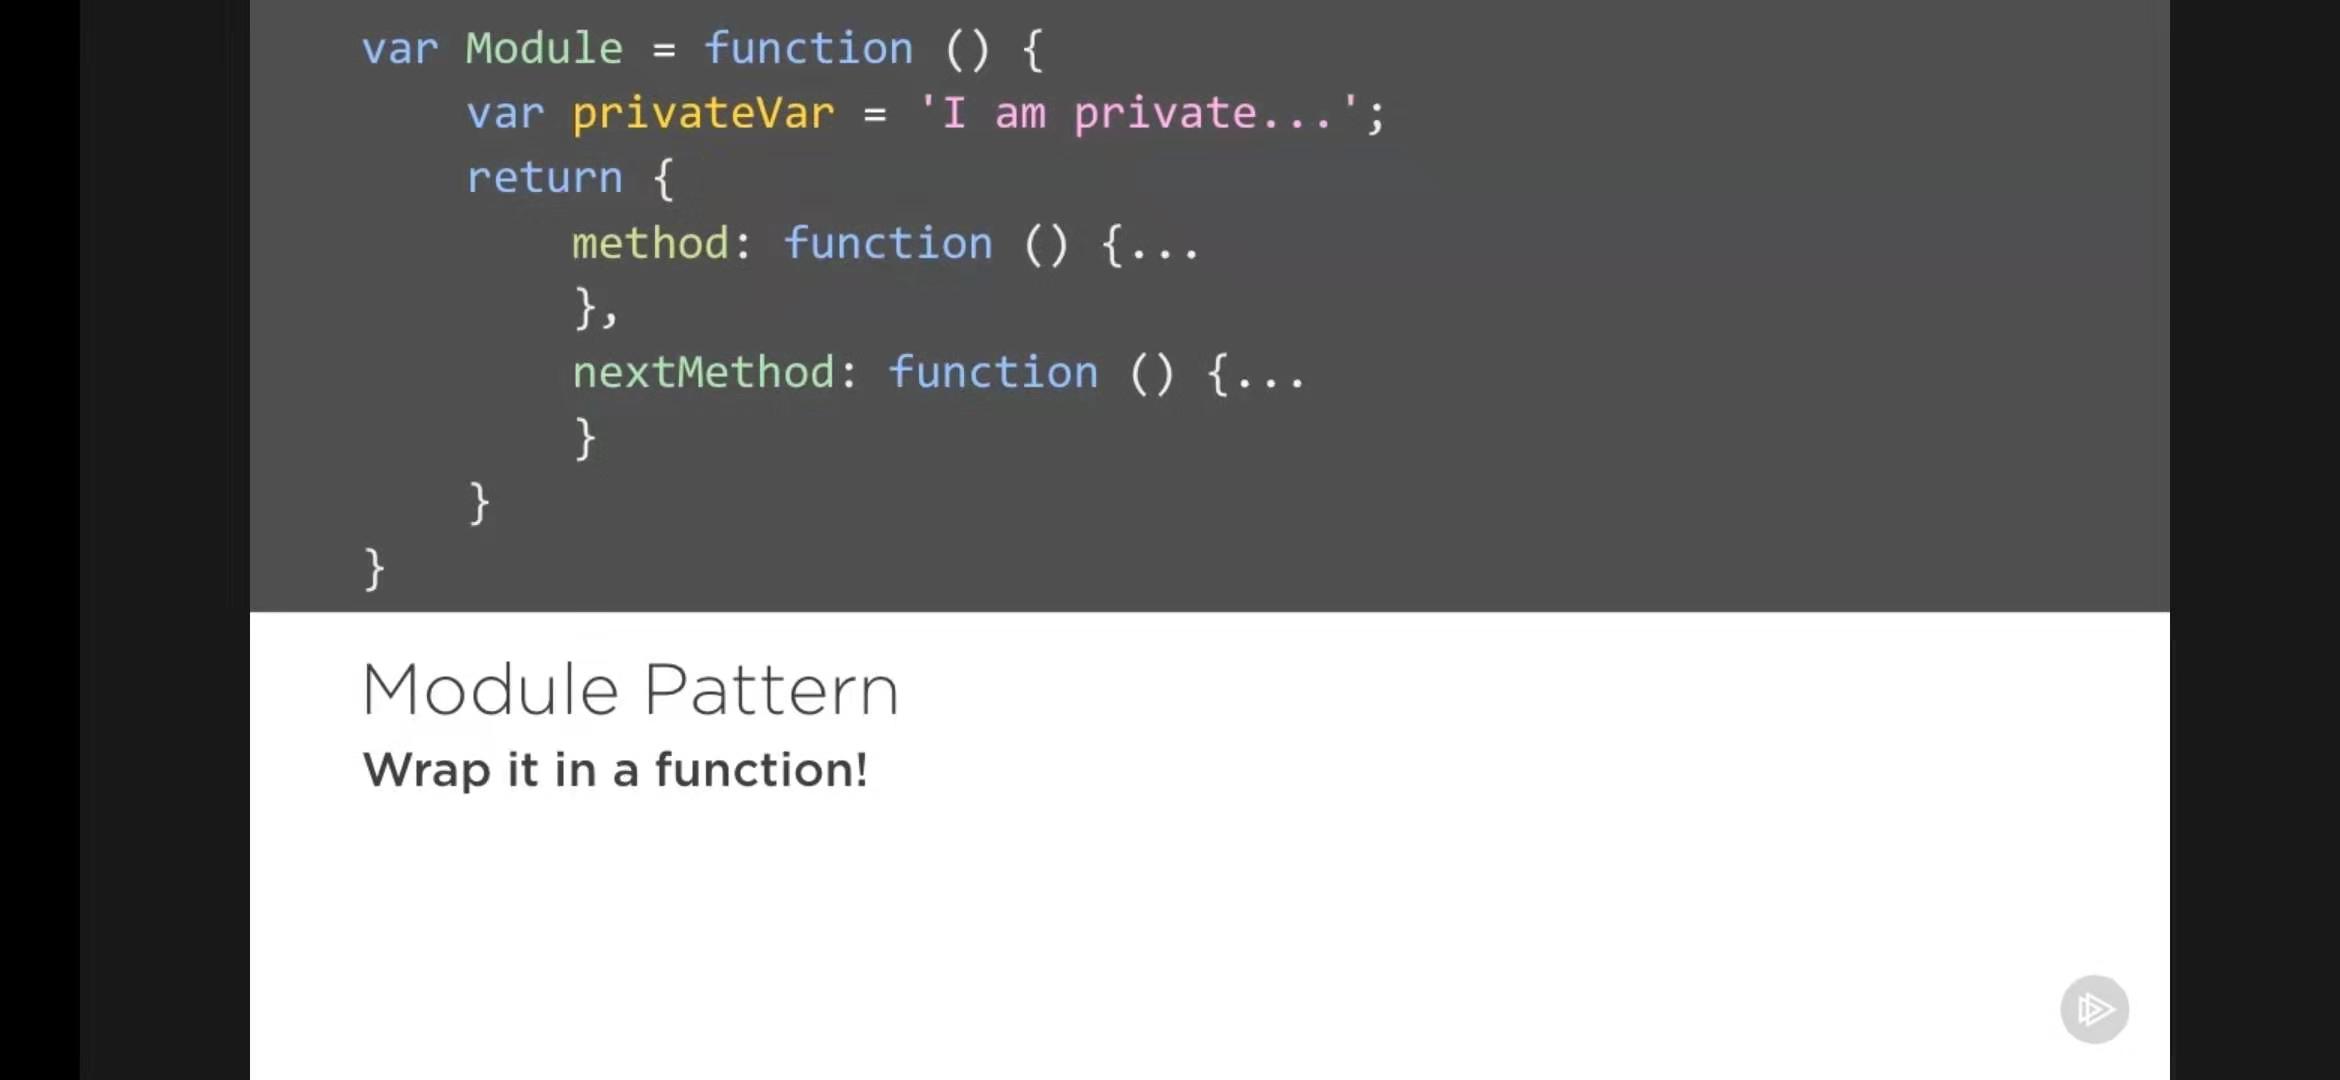 var Module = function () {
var privateVar = 'I am private...';
return {
method: function () {...
},
nextMethod: function () {...
}
}
}
Module Pattern
Wrap it in a function!